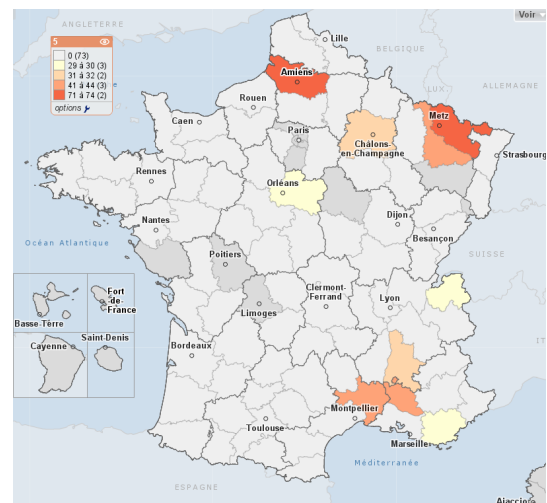 Voir
ANGLETERRE
Lille
BELGIQUE
5
0 (73)
29 à 30 (3)
31 à 32 (2)
41 à 44 (3)
71 à 74 (2)
options
Amiens
LUX.
ALLEMAGNE
Rouen
Caen
Metz
Paris
Châlons-
en-Champagne
Strasbourg
Rennes
Orléans
Nantes
Dijon
Besançon
Océan Atlantique
SUISSE
Poitiers
Fort-
de-
France
Basse-Terre
Clermont-
Ferrand
Lyon
Limoges
Saint-Denis
Cayenne
Bordeaux
IT
Montpellier
Toulouse
Marseille
Méditerranée
ESPAGNE
Ajaccio